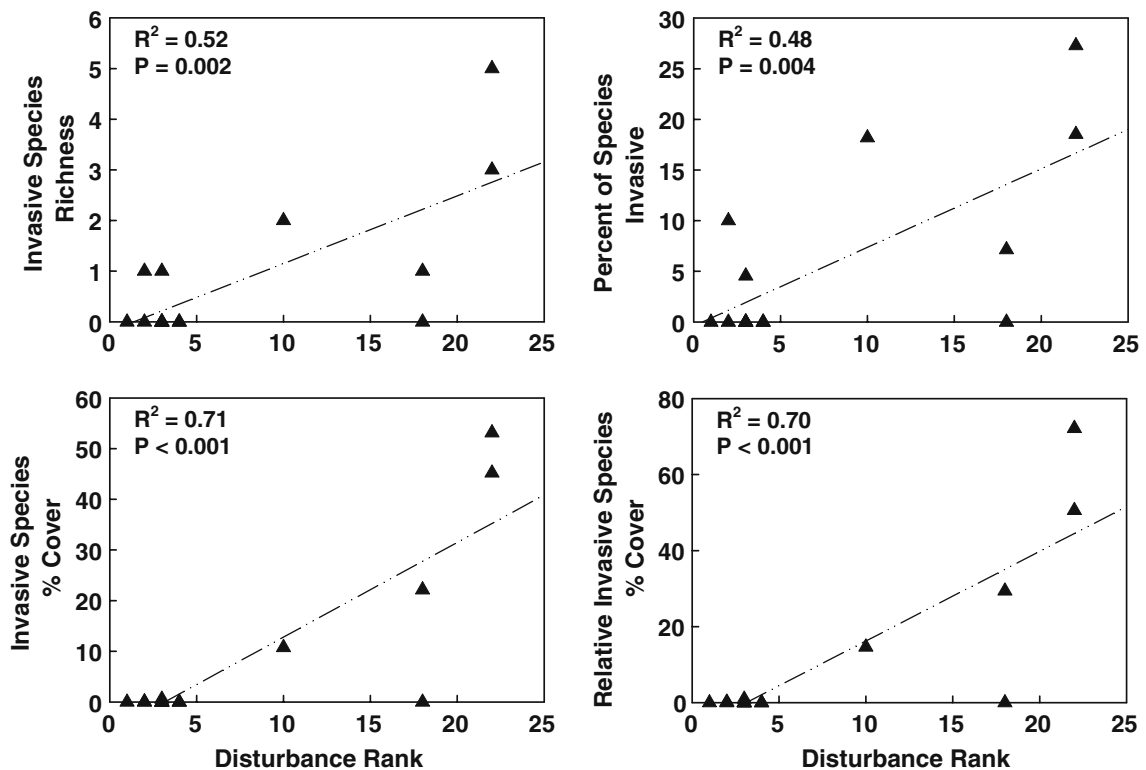 R² = 0.52
P = 0.002
Invasive Species
Richness
6
5
4
3
2
1
0
0 5 10 15 20 25
R² = 0.48
P = 0.004
Percent of Species
Invasive
30
25
20
15
10
5
0
0 5 10 15 20 25
R² = 0.71
P < 0.001
Invasive Species
% Cover
60
50
40
30
20
10
0
0 5 10 15 20 25
Disturbance Rank
R² = 0.70
P < 0.001
Relative Invasive Species
% Cover
80
60
40
20
0
0 5 10 15 20 25
Disturbance Rank